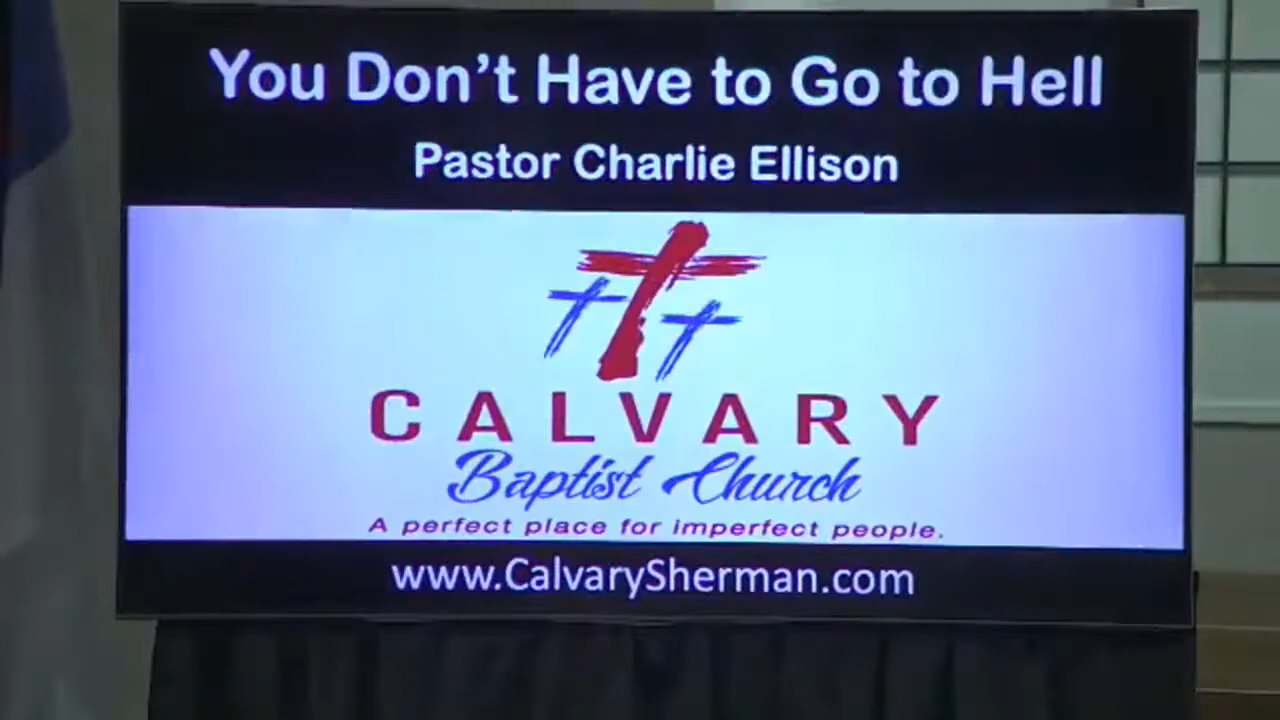 You Don't Have to Go to Hell
Pastor Charlie Ellison
CALVARY
Baptist Church
A perfect place for imperfect people.
www.CalvarySherman.com